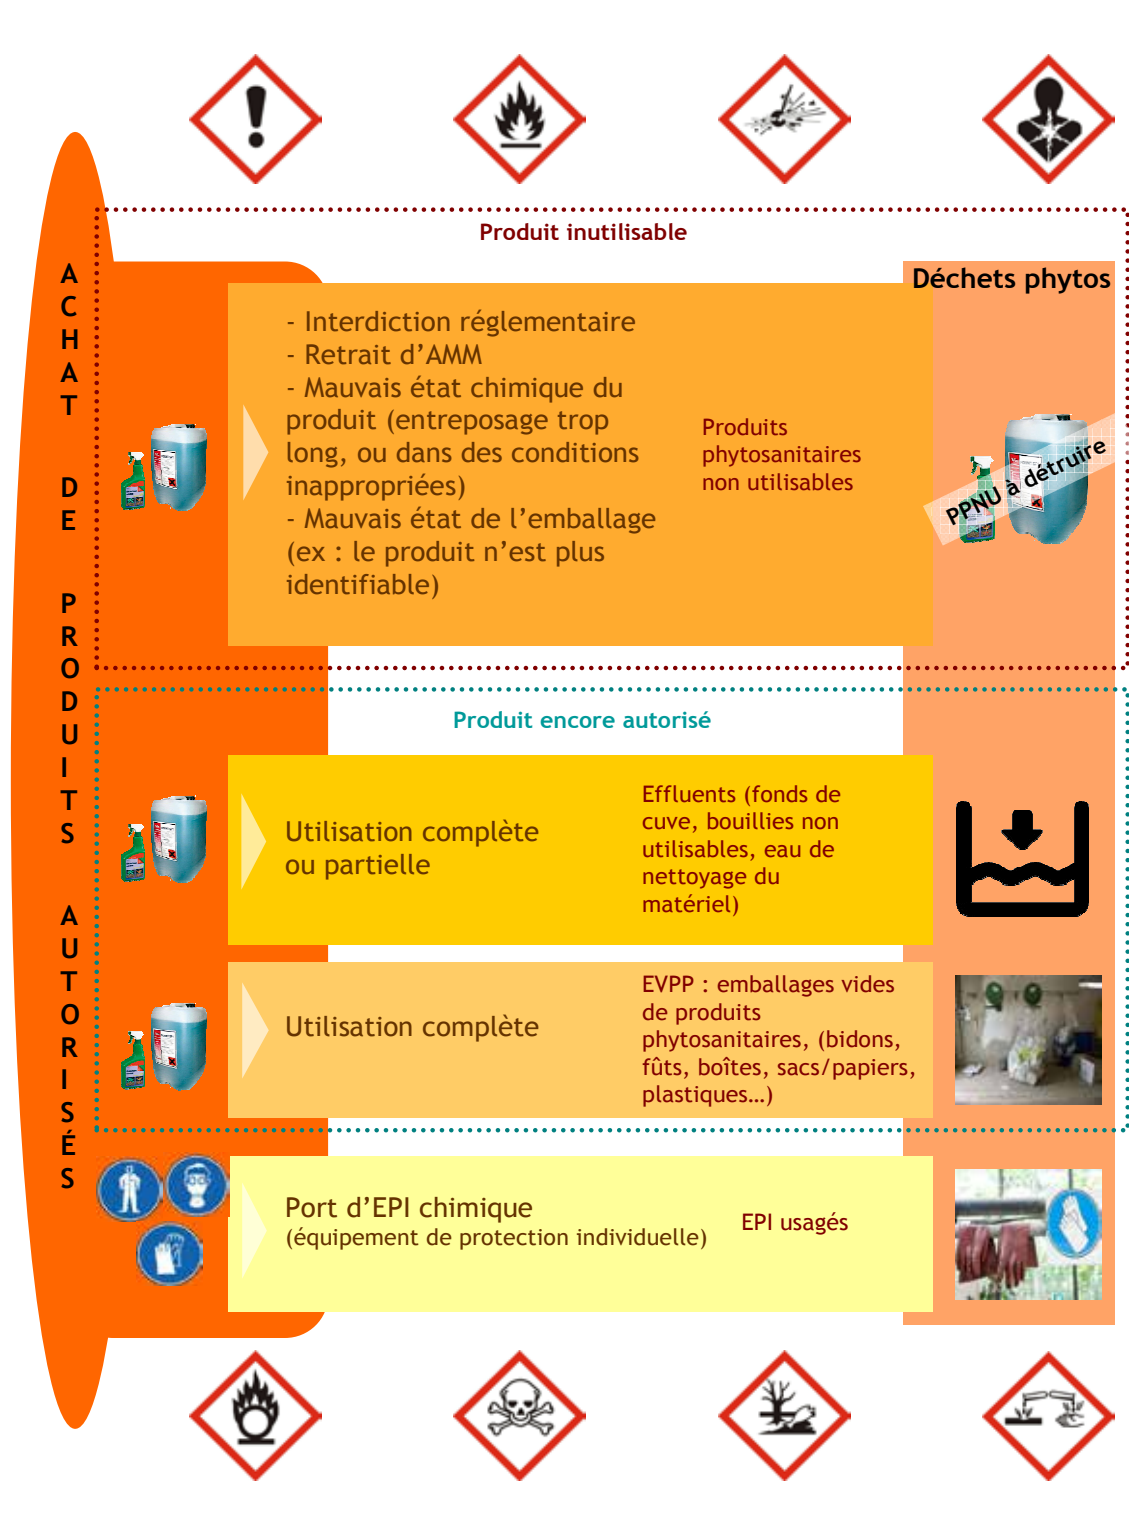 ACHAT DE PRODUITS AUTORISÉS
Produit inutilisable
Déchets phytos
- Interdiction réglementaire
- Retrait d’AMM
- Mauvais état chimique du
produit (entreposage trop
long, ou dans des conditions
inappropriées)
- Mauvais état de l’emballage
(ex : le produit n’est plus
identifiable)
Produits
phytosanitaires
non utilisables
PPNU à détruire
Produit encore autorisé
Utilisation complète
ou partielle
Effluents (fonds de
cuve, bouillies non
utilisables, eau de
nettoyage du
matériel)
Utilisation complète
EVPP : emballages vides
de produits
phytosanitaires, (bidons,
fûts, boîtes, sacs/papiers,
plastiques…)
Port d’EPI chimique
(équipement de protection individuelle)
EPI usagés